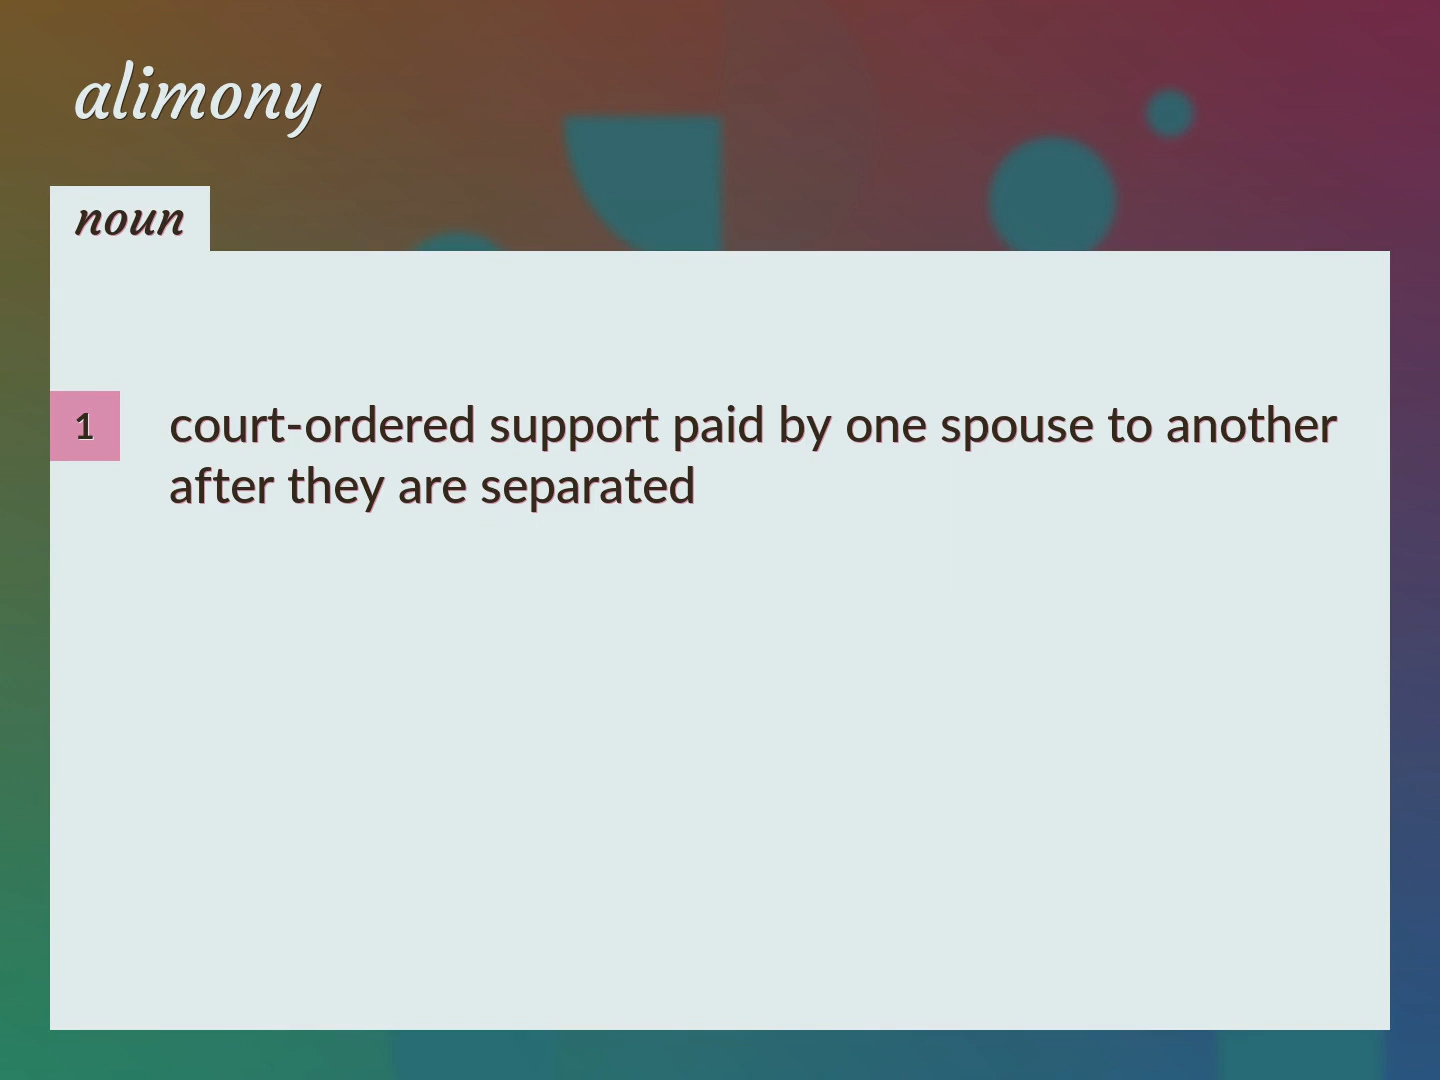 alimony
noun
1
court-ordered support paid by one spouse to another
after they are separated